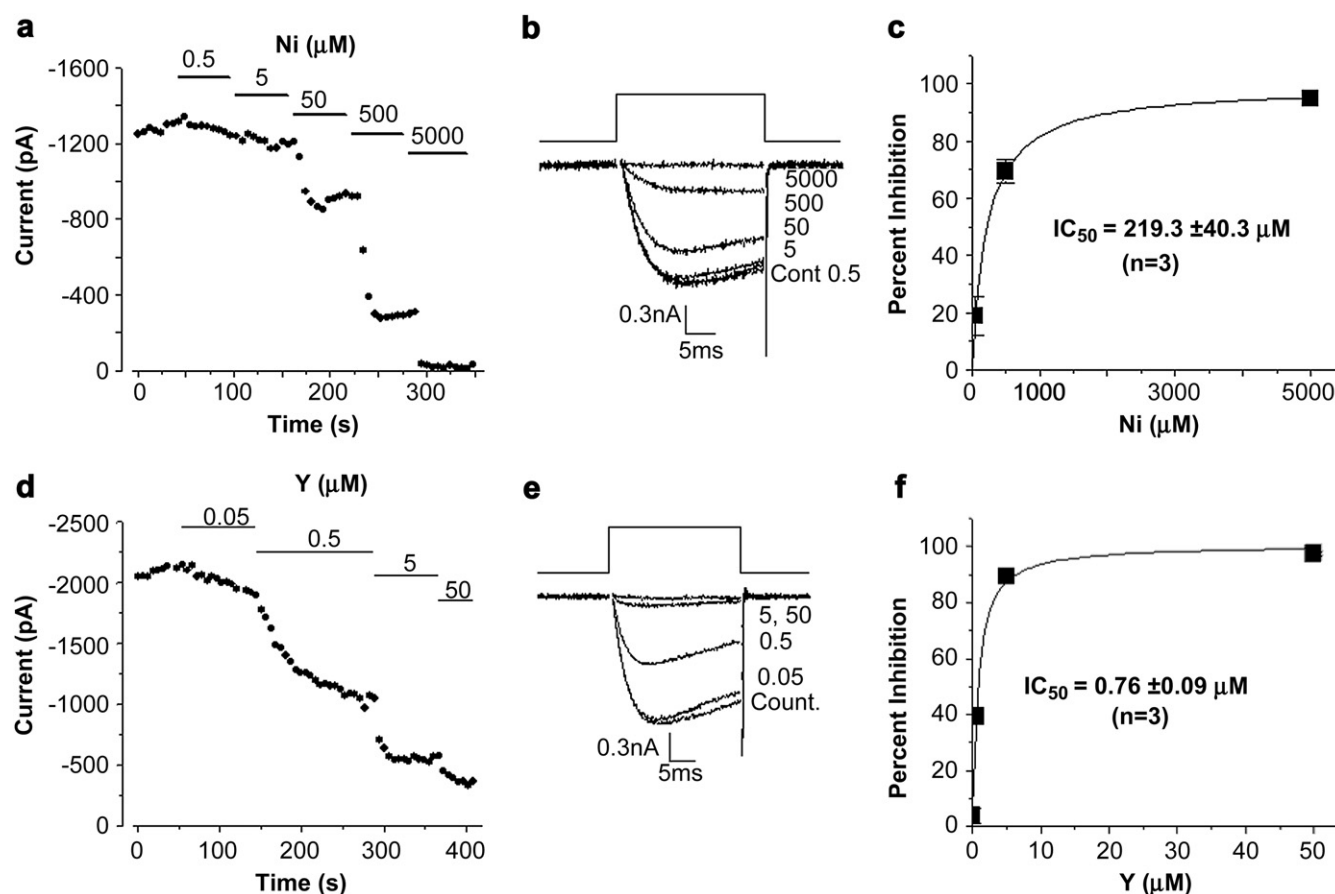 a
Ni (μM)
0.5
5
50
500
5000
-1600
-1200
-800
-400
0
Current (pA)
0
100
200
300
Time (s)
b
5000
500
50
5
Cont 0.5
0.3nA
5ms
c
100
80
60
40
20
0
Percent Inhibition
IC50 = 219.3 ±40.3 μM
(n=3)
0
1000
3000
5000
Ni (μM)
d
Y (μM)
0.05
0.5
5
50
-2500
-2000
-1500
-1000
-500
0
Current (pA)
0
100
200
300
400
Time (s)
e
5, 50
0.5
0.05
Count.
0.3nA
5ms
f
100
80
60
40
20
0
Percent Inhibition
IC50 = 0.76 ±0.09 μM
(n=3)
0
10
20
30
40
50
Y (μM)